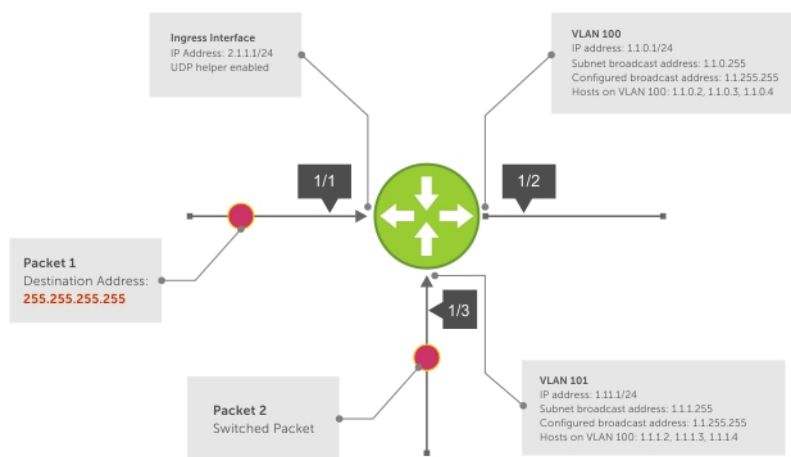 Ingress Interface
IP Address: 2.1.1.1/24
UDP helper enabled
VLAN 100
IP address: 1.1.0.1/24
Subnet broadcast address: 1.1.0.255
Configured broadcast address: 1.1.255.255
Hosts on VLAN 100: 1.1.0.2, 1.1.0.3, 1.1.0.4
1/1
1/2
Packet 1
Destination Address:
255.255.255.255
1/3
Packet 2
Switched Packet
VLAN 101
IP address: 1.11.1/24
Subnet broadcast address: 1.1.1.255
Configured broadcast address: 1.1.255.255
Hosts on VLAN 100: 1.1.1.2, 1.1.1.3, 1.1.1.4